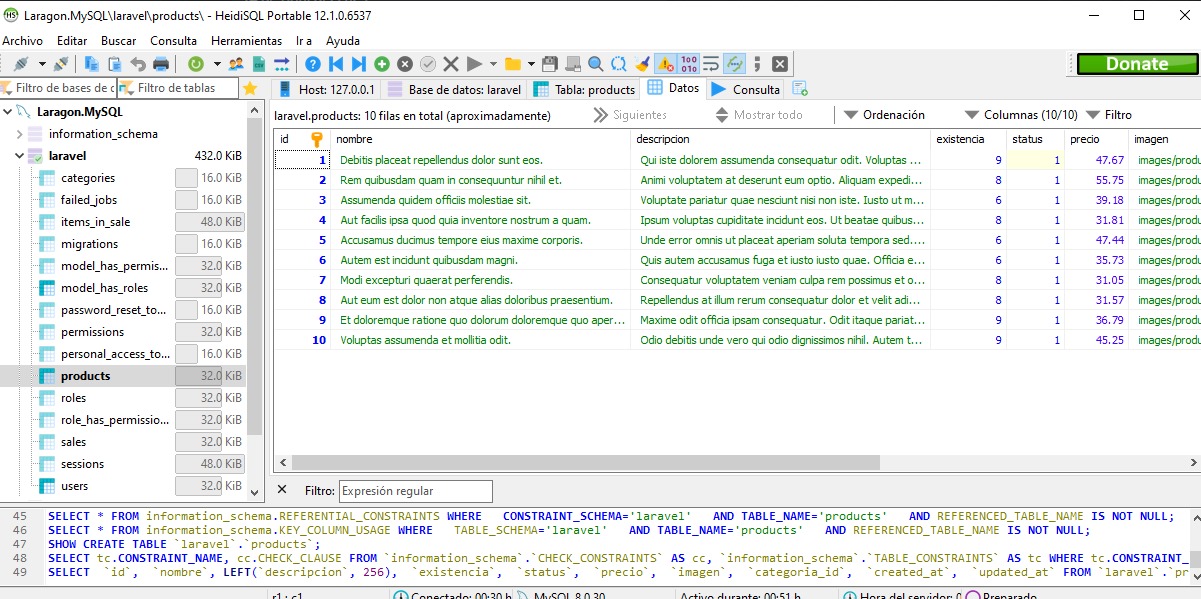 Laragon.MySQL\laravel\products\ - HeidiSQL Portable 12.1.0.6537
Archivo Editar Buscar Consulta Herramientas Ir a Ayuda
Donate
Filtro de bases de d Filtro de tablas
Host: 127.0.0.1 Base de datos: laravel Tabla: products Datos Consulta
laravel.products: 10 filas en total (aproximadamente) Siguientes Mostrar todo Ordenación Columnas (10/10) Filtro
Laragon.MySQL
information_schema
laravel 432.0 KiB
categories 16.0 KiB
failed_jobs 16.0 KiB
items_in_sale 48.0 KiB
migrations 16.0 KiB
model_has_permis... 32.0 KiB
model_has_roles 32.0 KiB
password_reset_to... 16.0 KiB
permissions 32.0 KiB
personal_access_to... 16.0 KiB
products 32.0 KiB
roles 32.0 KiB
role_has_permissio... 32.0 KiB
sales 32.0 KiB
sessions 48.0 KiB
users 32.0 KiB
id nombre descripcion existencia status precio imagen
1 Debitis placeat repellendus dolor sunt eos. Qui iste dolorem assumenda consequatur odit. Voluptas ... 9 1 47.67 images/produ
2 Rem quibusdam quam in consequuntur nihil et. Animi voluptatem at deserunt eum optio. Aliquam expedi... 8 1 55.75 images/produ
3 Assumenda quidem officiis molestiae sit. Voluptate pariatur quae nesciunt nisi non iste. Iusto ut m... 6 1 39.18 images/produ
4 Aut facilis ipsa quod quia inventore nostrum a quam. Ipsum voluptas cupiditate incidunt eos. Ut beatae quibus... 8 1 31.81 images/produ
5 Accusamus ducimus tempore eius maxime corporis. Unde error omnis ut placeat aperiam soluta tempora sed.... 6 1 47.44 images/produ
6 Autem est incidunt quibusdam magni. Quis autem accusamus fuga et iusto iusto quae. Officia e... 6 1 35.73 images/produ
7 Modi excepturi quaerat perferendis. Consequatur voluptatem veniam culpa rem possimus et o... 8 1 31.05 images/produ
8 Aut eum est dolor non atque alias doloribus praesentium. Repellendus at illum rerum consequatur dolor et velit adi... 8 1 31.57 images/produ
9 Et doloremque ratione quo dolorum doloremque quo aper... Maxime odit officia ipsam consequatur. Odit itaque pariat... 9 1 36.79 images/produ
10 Voluptas assumenda et mollitia odit. Odio debitis unde vero qui odio dignissimos nihil. Autem t... 9 1 45.25 images/produ
Filtro: Expresión regular
45 SELECT * FROM information_schema.REFERENTIAL_CONSTRAINTS WHERE CONSTRAINT_SCHEMA='laravel' AND TABLE_NAME='products' AND REFERENCED_TABLE_NAME IS NOT NULL;
46 SELECT * FROM information_schema.KEY_COLUMN_USAGE WHERE TABLE_SCHEMA='laravel' AND TABLE_NAME='products' AND REFERENCED_TABLE_NAME IS NOT NULL;
47 SHOW CREATE TABLE `laravel`.`products`;
48 SELECT tc.CONSTRAINT_NAME, cc.CHECK_CLAUSE FROM `information_schema`.`CHECK_CONSTRAINTS` AS cc, `information_schema`.`TABLE_CONSTRAINTS` AS tc WHERE tc.CONSTRAINT_
49 SELECT `id`, `nombre`, LEFT(`descripcion`, 256), `existencia`, `status`, `precio`, `imagen`, `categoria_id`, `created_at`, `updated_at` FROM `laravel`.`pr
r1 : c1 Conectado: 00:30 h MySQL 8.0.30 Activo durante: 00:51 h Hora del servidor: Preparado